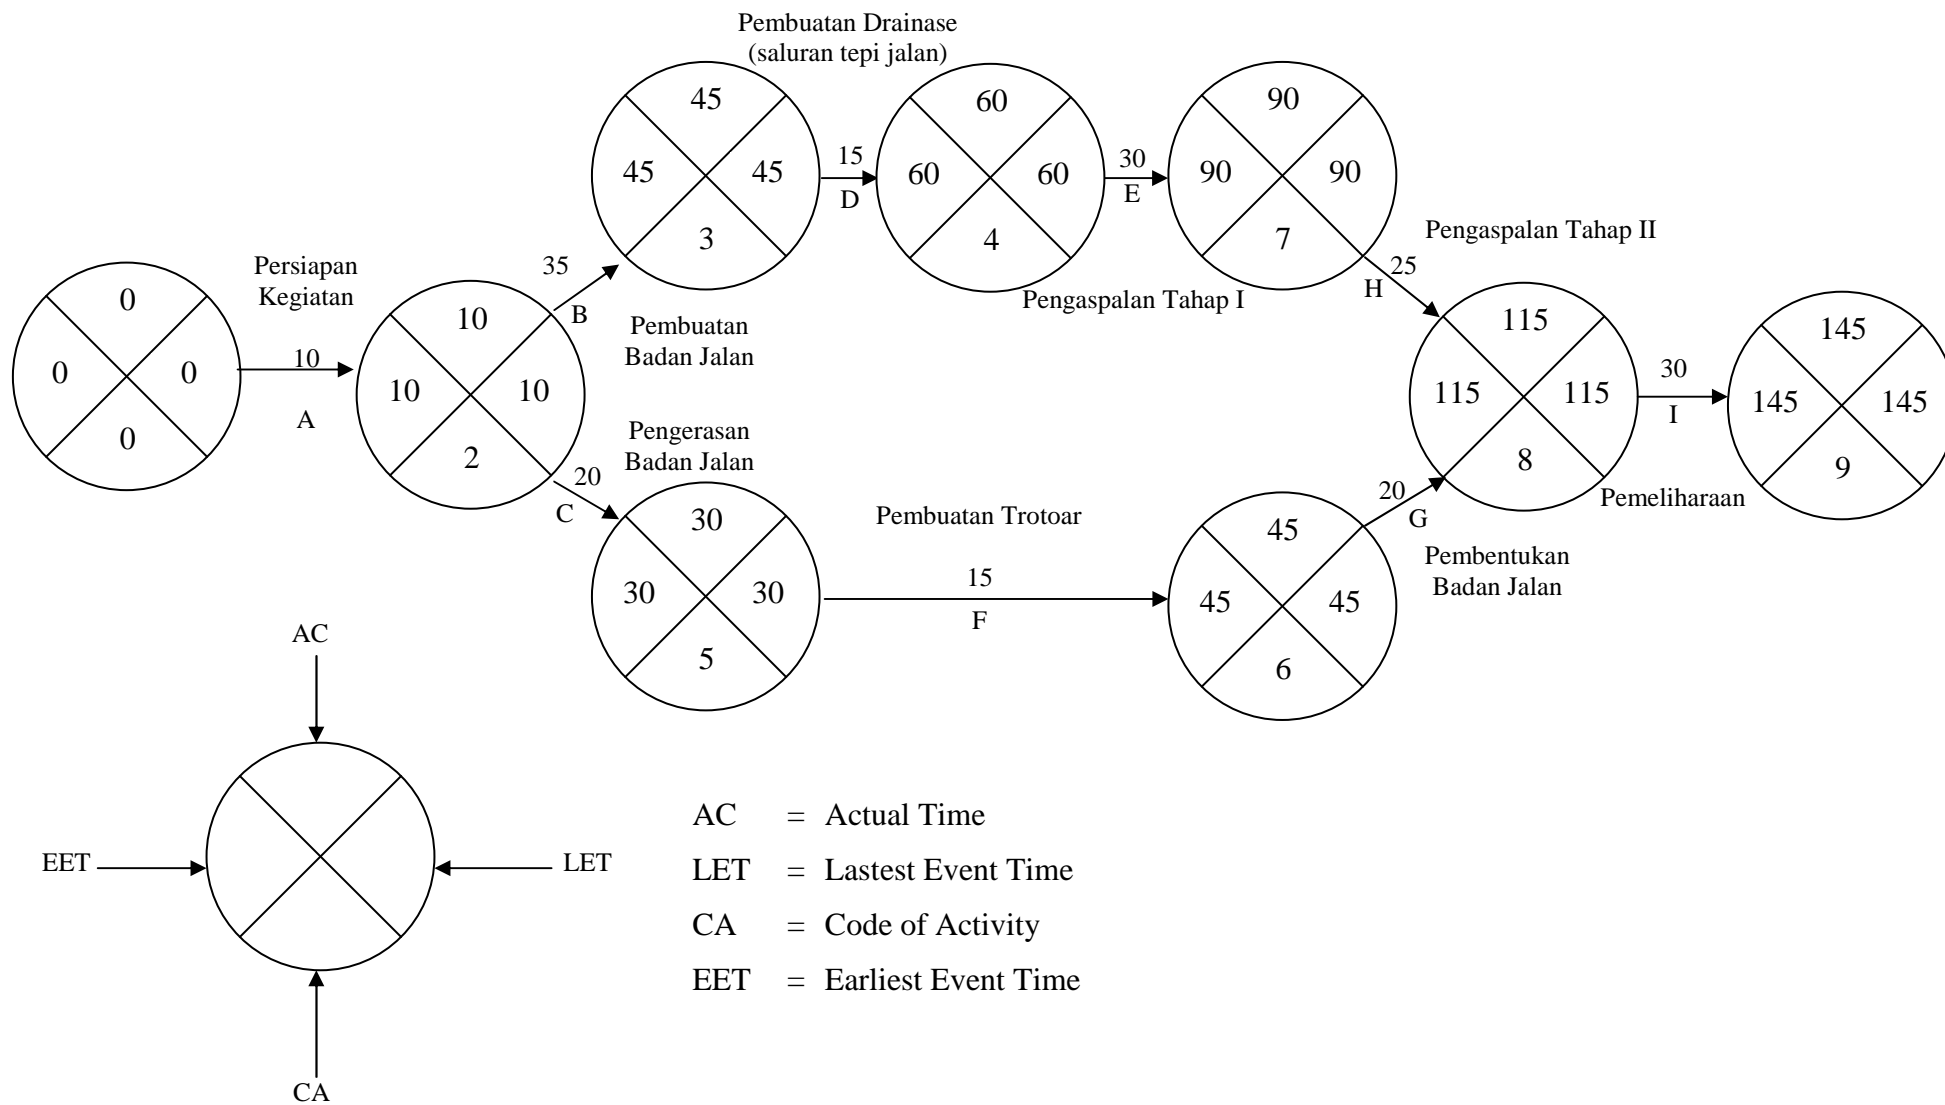 Pembuatan Drainase
(saluran tepi jalan)
45
45
45
3
15
D
60
60
60
4
30
E
90
90
90
7
Pengaspalan Tahap I
Pengaspalan Tahap II
25
H
0
0
0
0
Persiapan
Kegiatan
10
A
10
10
10
2
35
B
Pembuatan
Badan Jalan
20
C
Pengerasan
Badan Jalan
30
30
30
5
Pembuatan Trotoar
15
F
45
45
45
6
20
G
Pembentukan
Badan Jalan
115
115
115
8
30
I
Pemeliharaan
145
145
145
9
AC
EET
LET
CA
AC = Actual Time
LET = Lastest Event Time
CA = Code of Activity
EET = Earliest Event Time